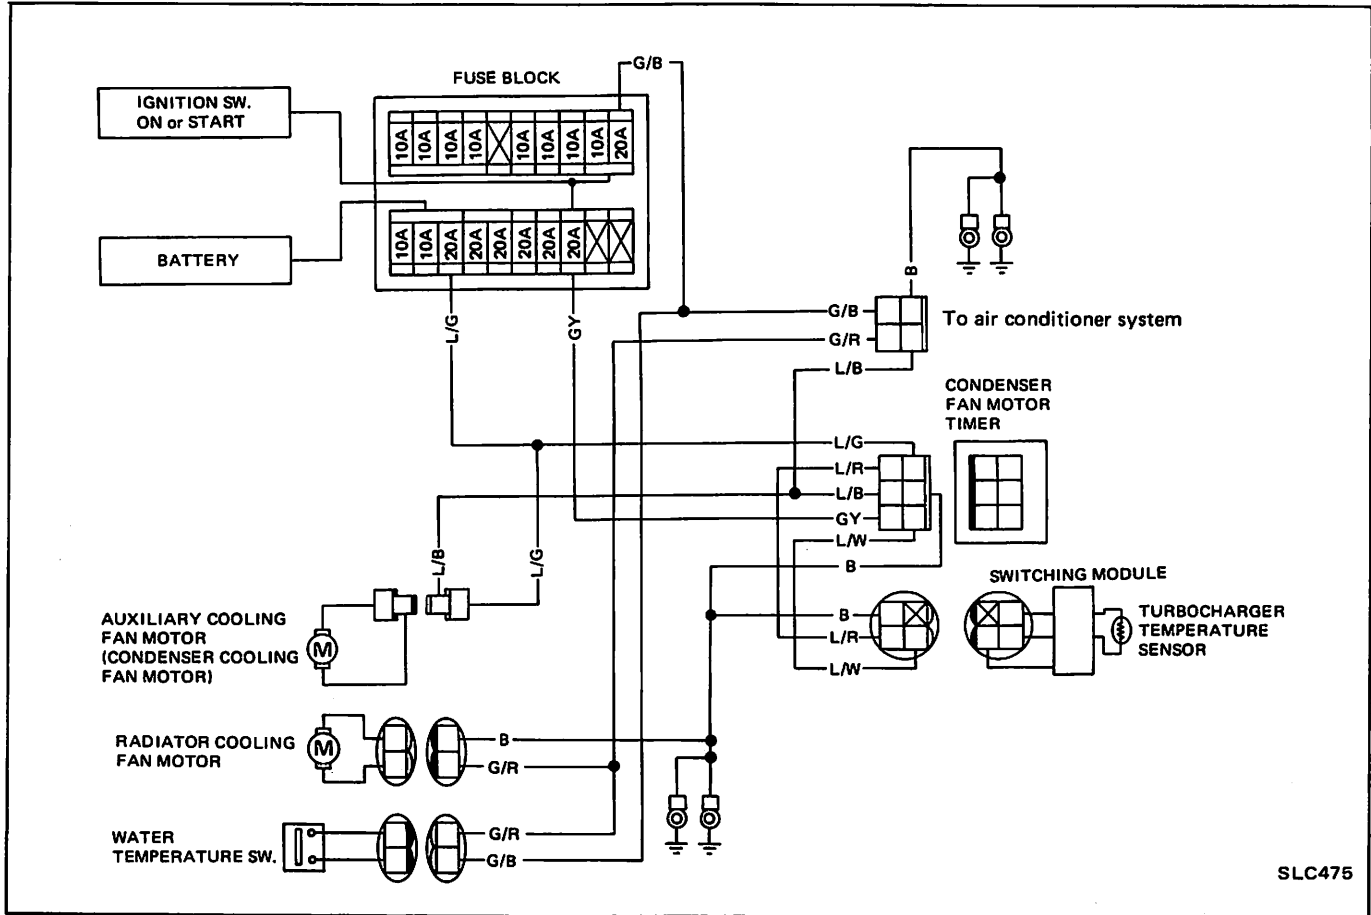 G/B
FUSE BLOCK
IGNITION SW.
ON or START
10A
10A
10A
10A
10A
10A
10A
10A
20A
BATTERY
10A
10A
20A
20A
20A
20A
20A
20A
L/G
GY
B
G/B
To air conditioner system
G/R
L/B
CONDENSER
FAN MOTOR
TIMER
L/G
L/R
L/B
GY
L/W
B
L/B
L/G
SWITCHING MODULE
AUXILIARY COOLING
FAN MOTOR
(CONDENSER COOLING
FAN MOTOR)
M
B
L/R
L/W
TURBOCHARGER
TEMPERATURE
SENSOR
RADIATOR COOLING
FAN MOTOR
M
B
G/R
WATER
TEMPERATURE SW.
G/R
G/B
SLC475